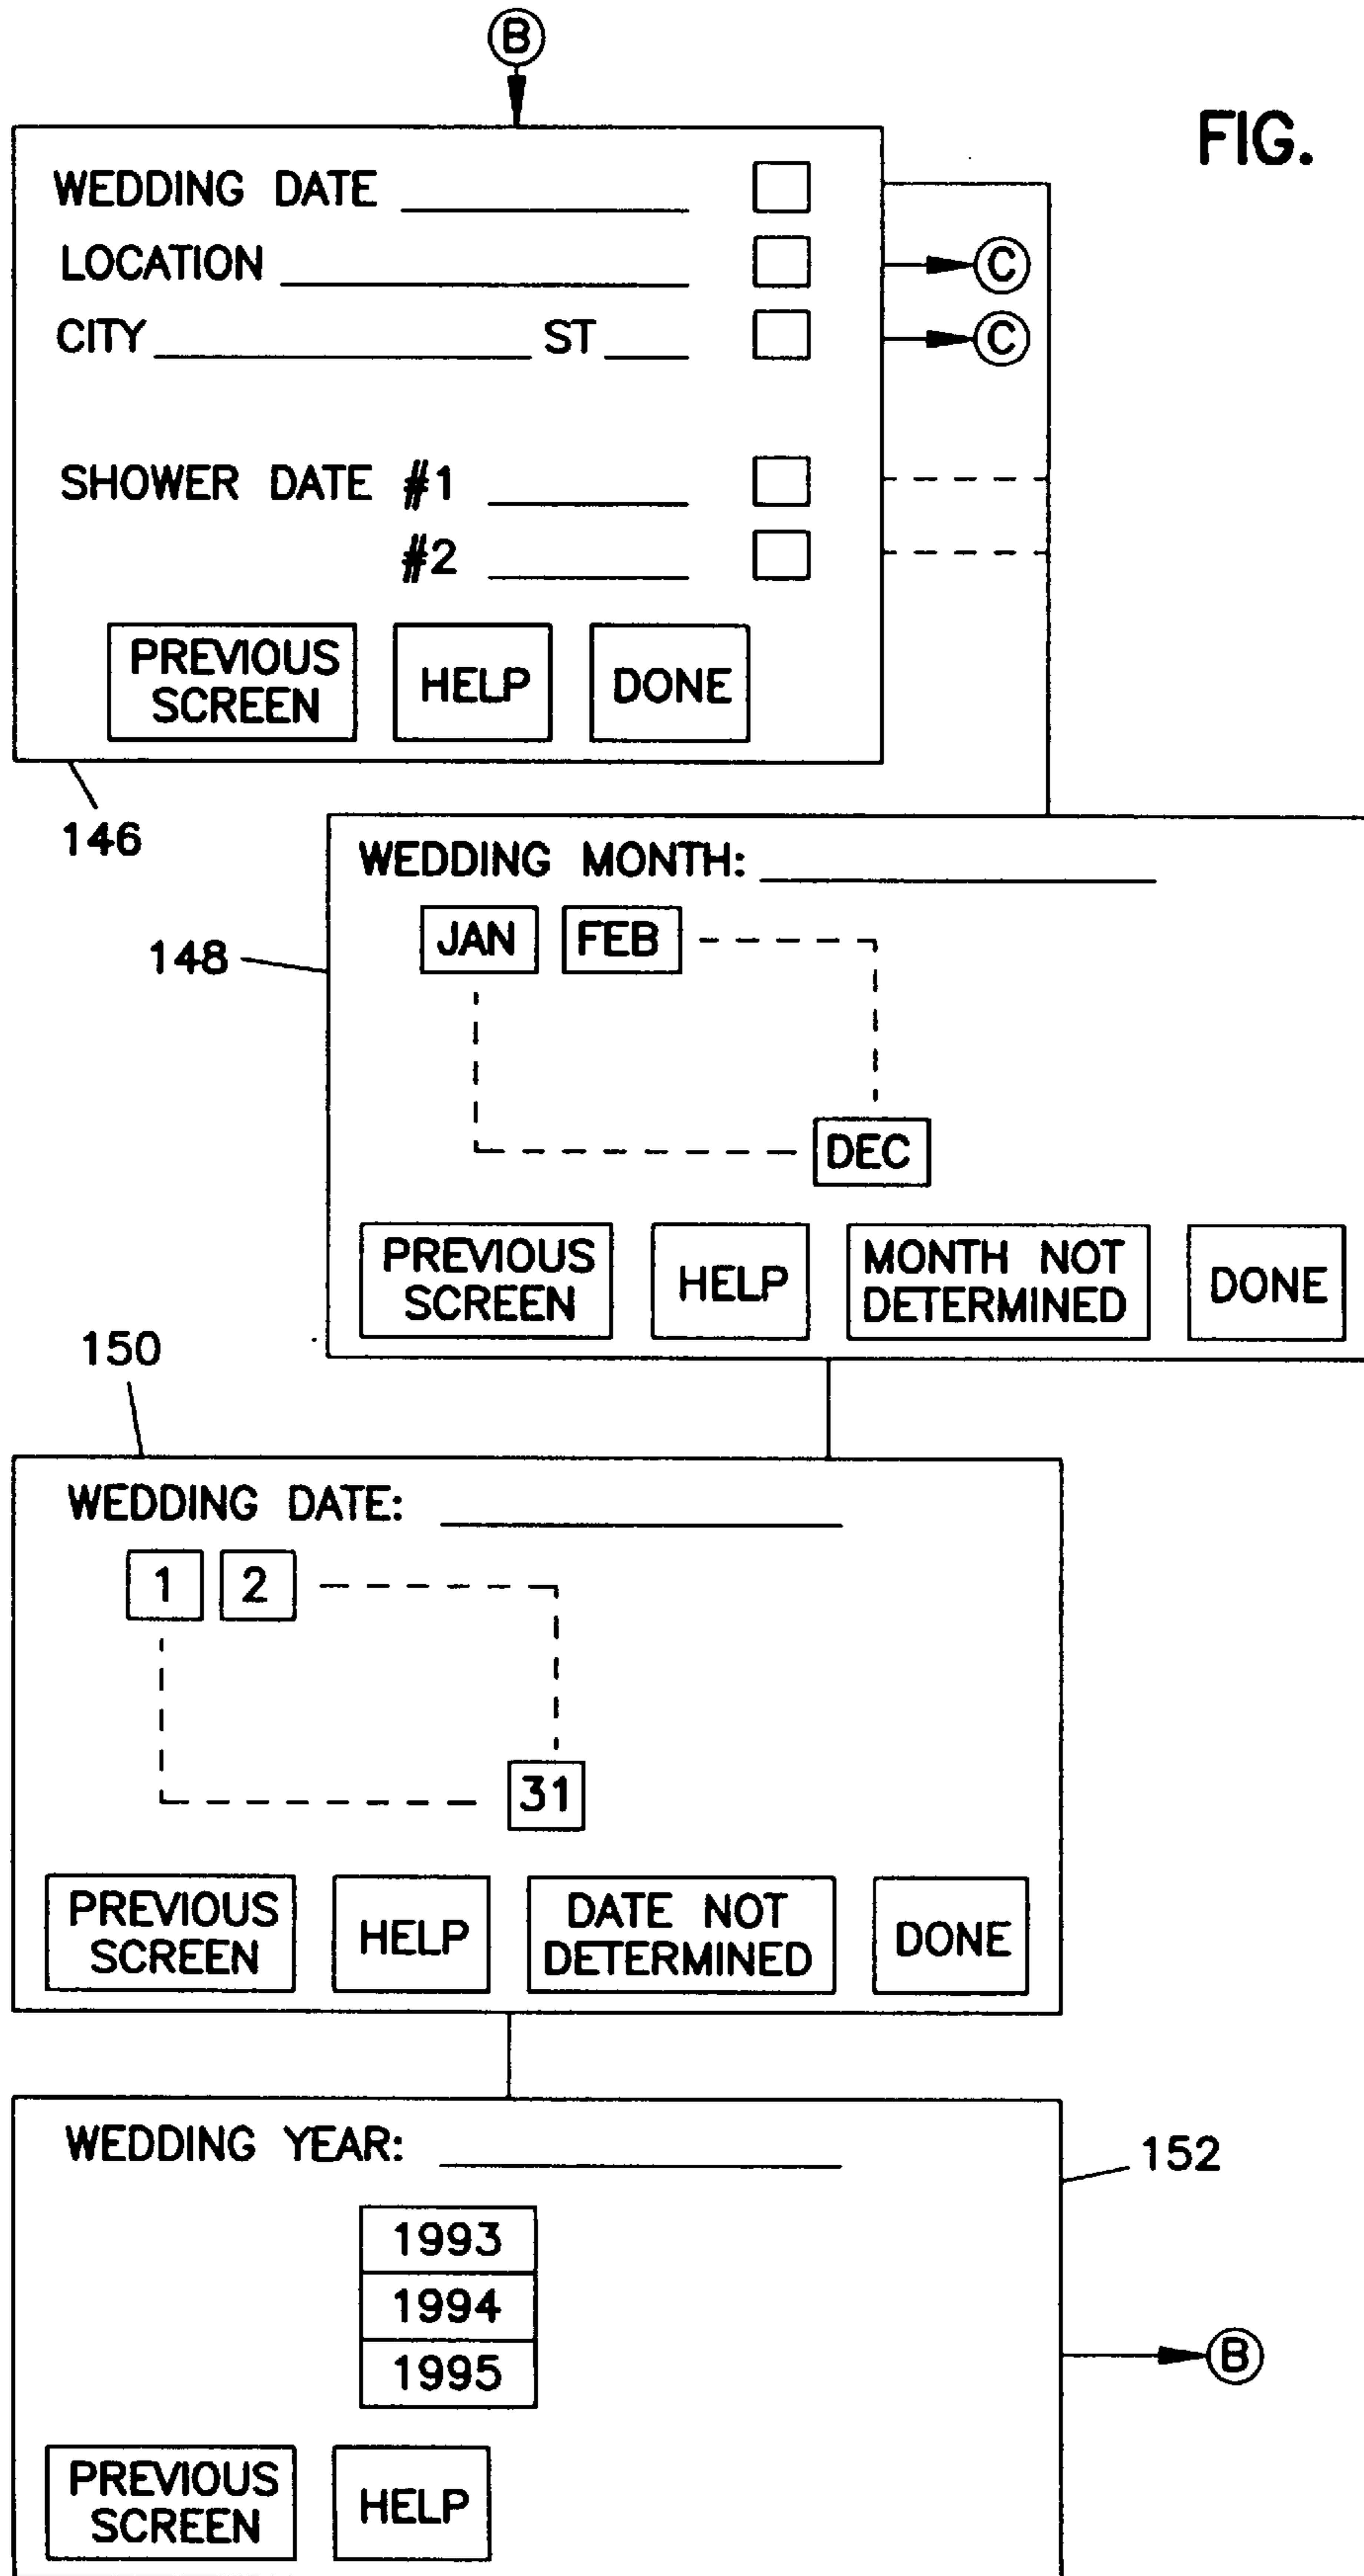 B
FIG.
WEDDING DATE
LOCATION
C
CITY ST
C
SHOWER DATE #1
#2
PREVIOUS
SCREEN
HELP
DONE
146
WEDDING MONTH:
JAN FEB
148
DEC
PREVIOUS
SCREEN
HELP
MONTH NOT
DETERMINED
DONE
150
WEDDING DATE:
1 2
31
PREVIOUS
SCREEN
HELP
DATE NOT
DETERMINED
DONE
WEDDING YEAR:
152
1993
1994
1995
B
PREVIOUS
SCREEN
HELP